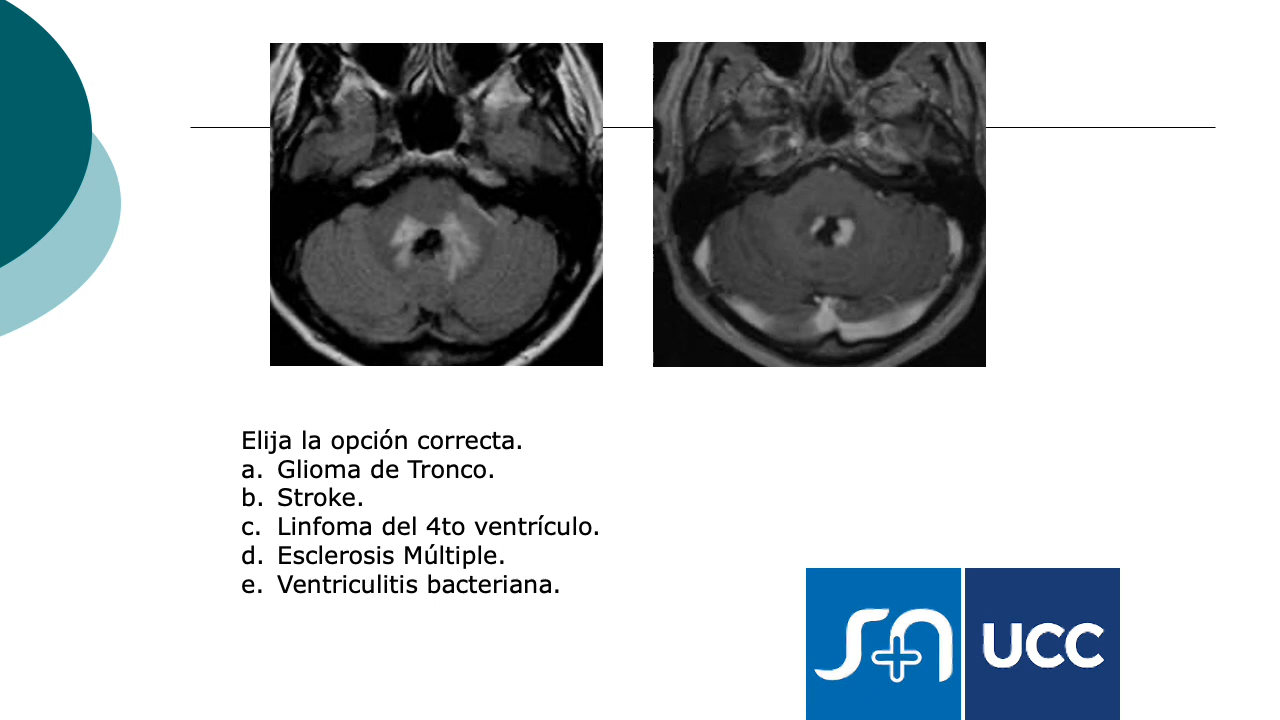 Elija la opción correcta.
a. Glioma de Tronco.
b. Stroke.
c. Linfoma del 4to ventrículo.
d. Esclerosis Múltiple.
e. Ventriculitis bacteriana.
UCC